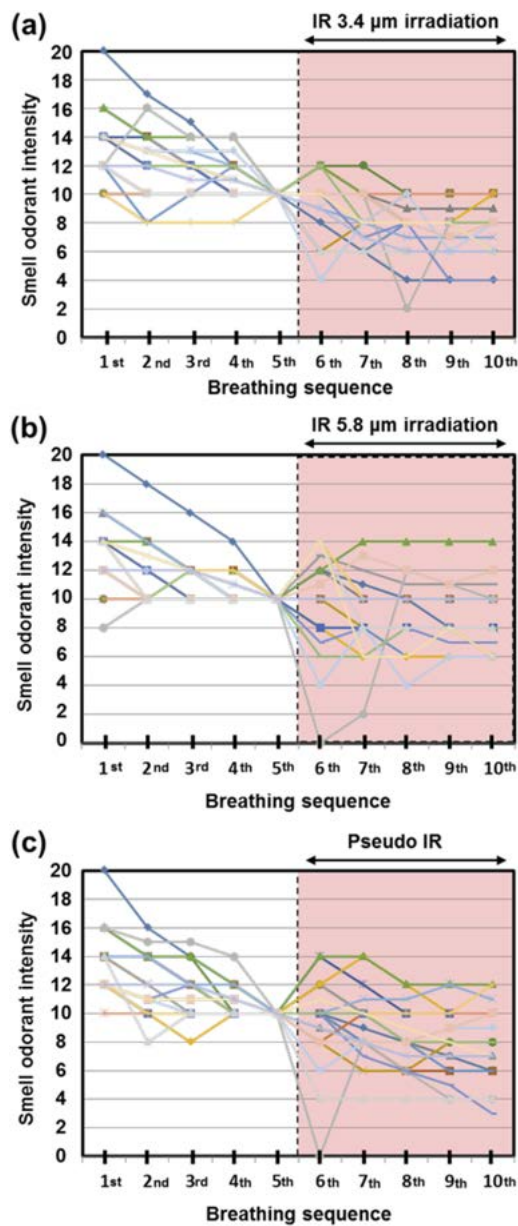 (a)
IR 3.4 µm irradiation
20
18
16
14
12
10
8
6
4
2
0
Smell odorant intensity
1st 2nd 3rd 4th 5th 6th 7th 8th 9th 10th
Breathing sequence
(b)
IR 5.8 µm irradiation
20
18
16
14
12
10
8
6
4
2
0
Smell odorant intensity
1st 2nd 3rd 4th 5th 6th 7th 8th 9th 10th
Breathing sequence
(c)
Pseudo IR
20
18
16
14
12
10
8
6
4
2
0
Smell odorant intensity
1st 2nd 3rd 4th 5th 6th 7th 8th 9th 10th
Breathing sequence